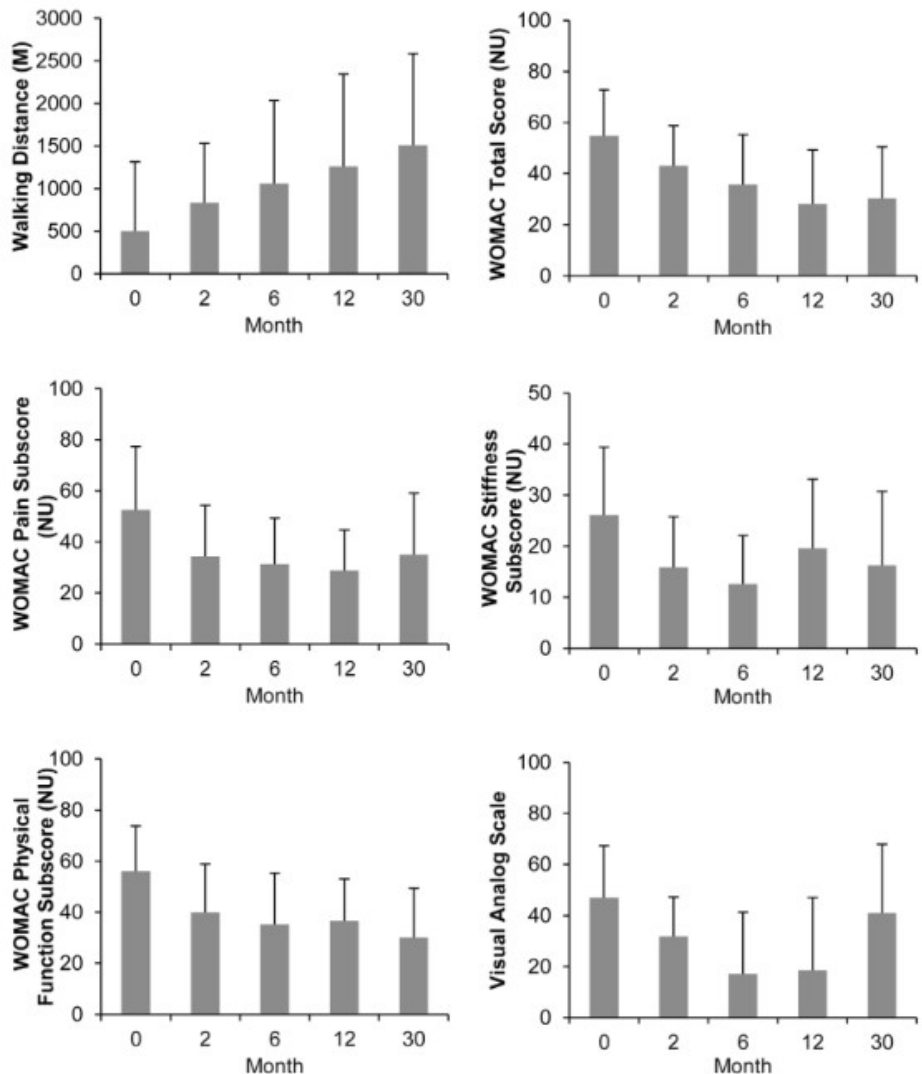 Walking Distance (M)
3000
2500
2000
1500
1000
500
0
0 2 6 12 30
Month
WOMAC Total Score (NU)
100
80
60
40
20
0
0 2 6 12 30
Month
WOMAC Pain Subscore
(NU)
100
80
60
40
20
0
0 2 6 12 30
Month
WOMAC Stiffness
Subscore (NU)
50
40
30
20
10
0
0 2 6 12 30
Month
WOMAC Physical
Function Subscore (NU)
100
80
60
40
20
0
0 2 6 12 30
Month
Visual Analog Scale
100
80
60
40
20
0
0 2 6 12 30
Month